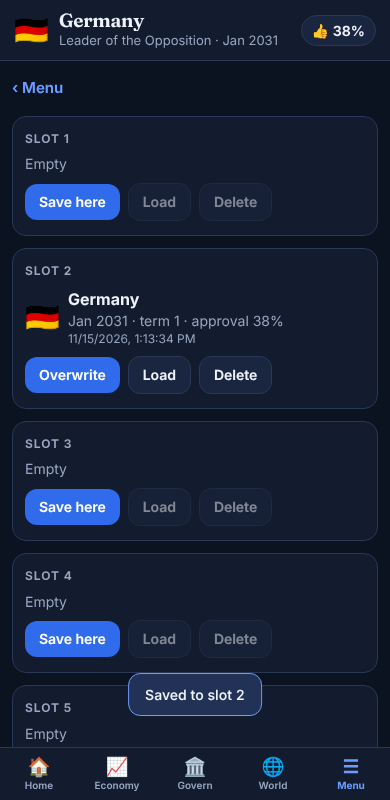 Germany
Leader of the Opposition · Jan 2031
👍 38%
‹ Menu
SLOT 1
Empty
Save here
Load
Delete
SLOT 2
Germany
Jan 2031 · term 1 · approval 38%
11/15/2026, 1:13:34 PM
Overwrite
Load
Delete
SLOT 3
Empty
Save here
Load
Delete
SLOT 4
Empty
Save here
Load
Delete
Saved to slot 2
SLOT 5
Empty
Home
Economy
Govern
World
Menu